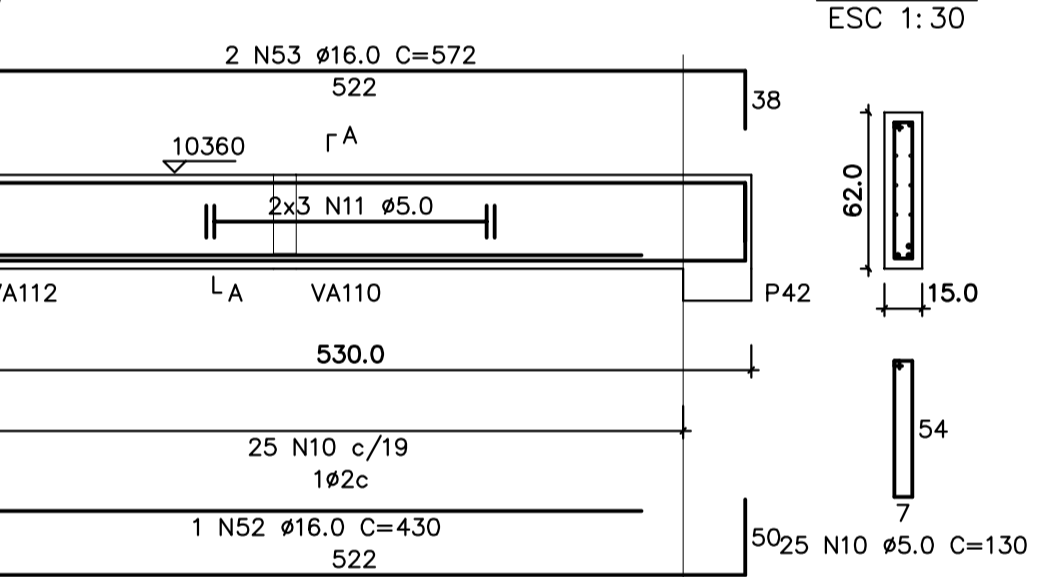 ESC 1:30
2 N53 ø16.0 C=572
522
38
A
10360
2x3 N11 ø5.0
62.0
A112
A
VA110
P42
15.0
530.0
25 N10 c/19
1ø2c
54
7
1 N52 ø16.0 C=430
522
50
25 N10 ø5.0 C=130